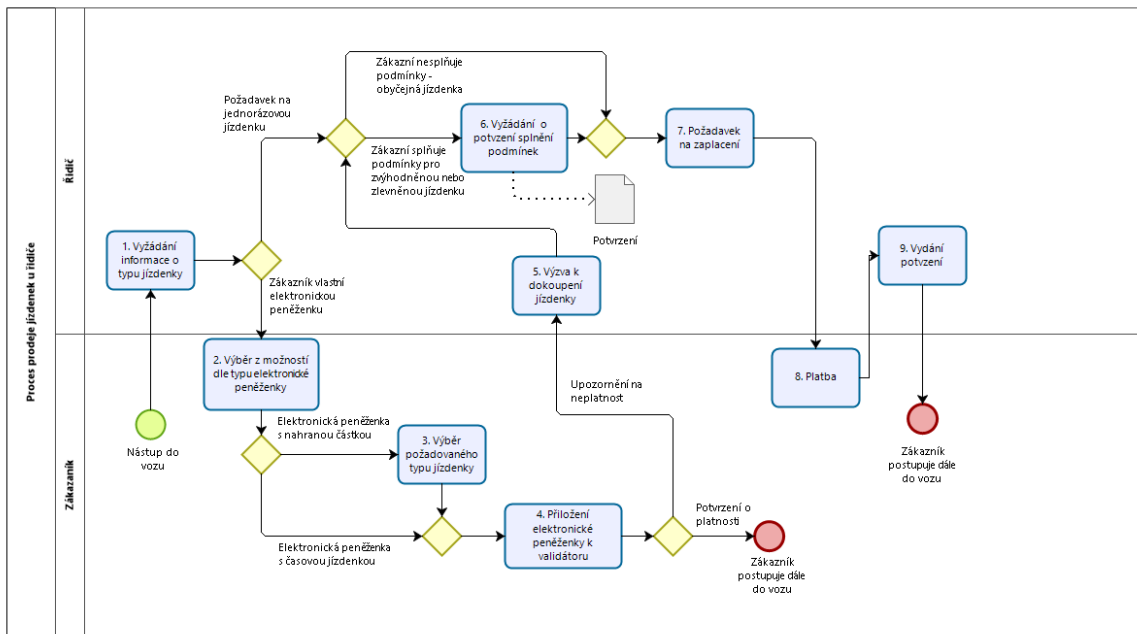 Proces prodeje jízdenek u řidiče
Řidič
Zákazaník
Zákazní nesplňuje
podmínky -
obyčejná jízdenka
Požadavek na
jednorázovou
jízdenku
6. Vyžádání o
potvzení splnění
podmínek
7. Požadavek
na zaplacení
Zákazní splňuje
podmínky pro
zvýhodněnou nebo
zlevněnou jízdenku
Potvrzení
1. Vyžádání
informace o
typu jízdenky
9. Vydání
potvzení
5. Výzva k
dokoupení
jízdenky
Zákazník vlastní
elektronickou
peněženku
2. Výběr z možností
dle typu elektronické
peněženky
8. Platba
Upozornění na
neplatnost
Nástup do
vozu
Elektronická peněženka
s nahranou částkou
3. Výběr
požadovaného
typu jízdenky
Zákazník
postupuje dále
do vozu
4. Přiložení
elektronické
peněženky k
validátoru
Potvrzení o
platnosti
Elektronická peněženka
s časovou jízdenkou
Zákazník
postupuje dále
do vozu